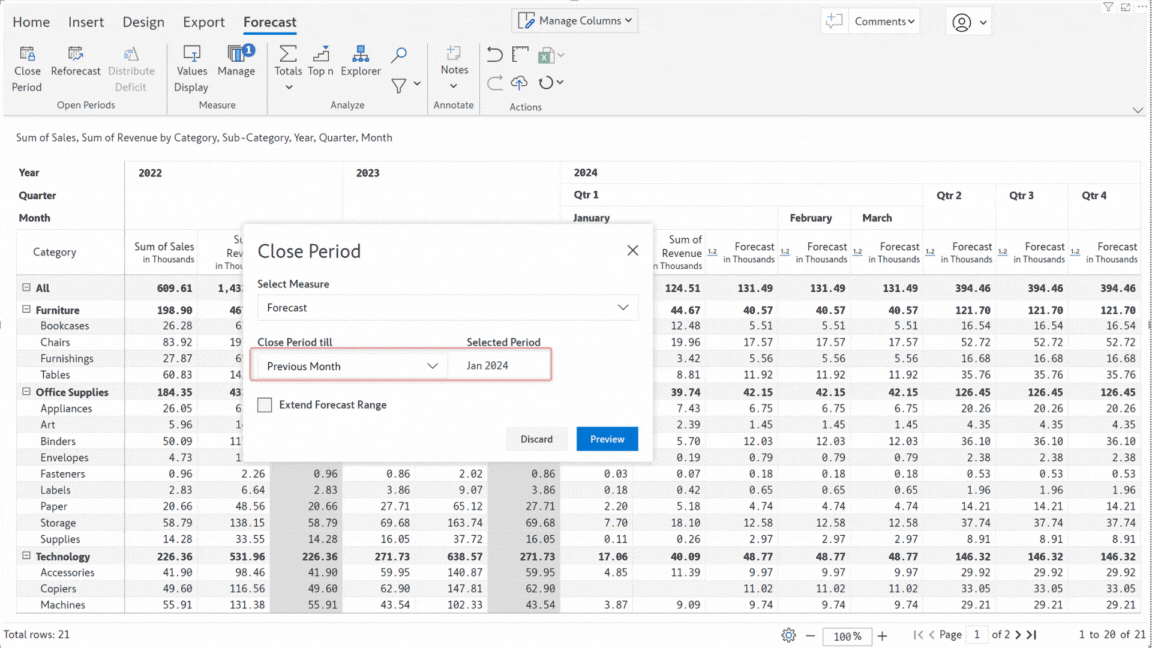 Home Insert Design Export Forecast Manage Columns Comments
Close Period Reforecast Distribute Deficit Values Display Manage 1 Totals Top n Explorer Notes
Open Periods Measure Analyze Annotate Actions
Sum of Sales, Sum of Revenue by Category, Sub-Category, Year, Quarter, Month
Year 2022 2023 2024
Quarter Qtr 1 Qtr 2 Qtr 3 Qtr 4
Month January February March
Category Sum of Sales in Thousands Sum of Revenue in Thousands Forecast in Thousands Forecast in Thousands Forecast in Thousands Forecast in Thousands Forecast in Thousands Forecast in Thousands
Close Period
Select Measure
Forecast
Close Period till Selected Period
Previous Month Jan 2024
Extend Forecast Range
Discard Preview
All 609.61 124.51 131.49 131.49 131.49 394.46 394.46 394.46
Furniture 198.90 44.67 40.57 40.57 40.57 121.70 121.70 121.70
Bookcases 26.28 12.48 5.51 5.51 5.51 16.54 16.54 16.54
Chairs 83.92 19.96 17.57 17.57 17.57 52.72 52.72 52.72
Furnishings 27.87 3.42 5.56 5.56 5.56 16.68 16.68 16.68
Tables 60.83 8.81 11.92 11.92 11.92 35.76 35.76 35.76
Office Supplies 184.35 39.74 42.15 42.15 42.15 126.45 126.45 126.45
Appliances 26.05 7.43 6.75 6.75 6.75 20.26 20.26 20.26
Art 5.96 2.39 1.45 1.45 1.45 4.35 4.35 4.35
Binders 50.09 5.70 12.03 12.03 12.03 36.10 36.10 36.10
Envelopes 4.73 0.19 0.79 0.79 0.79 2.38 2.38 2.38
Fasteners 0.96 2.26 0.96 0.86 2.02 0.86 0.03 0.07 0.18 0.18 0.18 0.53 0.53 0.53
Labels 2.83 6.64 2.83 3.86 9.07 3.86 0.18 0.42 0.65 0.65 0.65 1.96 1.96 1.96
Paper 20.66 48.56 20.66 27.71 65.12 27.71 2.20 5.18 4.74 4.74 4.74 14.21 14.21 14.21
Storage 58.79 138.15 58.79 69.68 163.74 69.68 7.70 18.10 12.58 12.58 12.58 37.74 37.74 37.74
Supplies 14.28 33.55 14.28 16.05 37.72 16.05 0.11 0.26 2.97 2.97 2.97 8.91 8.91 8.91
Technology 226.36 531.96 226.36 271.73 638.57 271.73 17.06 40.09 48.77 48.77 48.77 146.32 146.32 146.32
Accessories 41.90 98.46 41.90 59.95 140.87 59.95 4.85 11.39 9.97 9.97 9.97 29.92 29.92 29.92
Copiers 49.60 116.56 49.60 62.90 147.81 62.90 11.02 11.02 11.02 33.05 33.05 33.05
Machines 55.91 131.38 55.91 43.54 102.33 43.54 3.87 9.09 9.74 9.74 9.74 29.21 29.21 29.21
Total rows: 21 100% Page 1 of 2 1 to 20 of 21